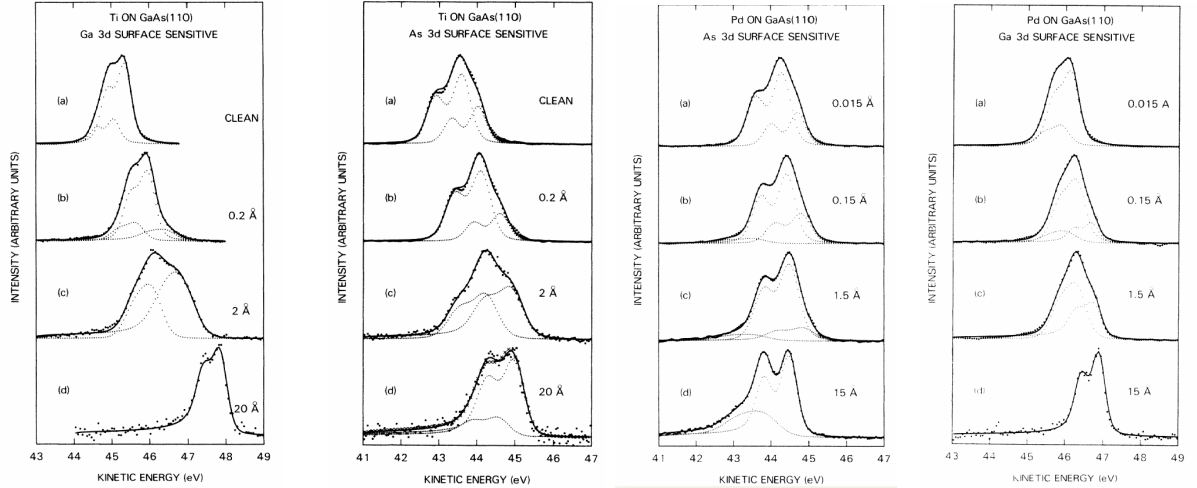 Ti ON GaAs(110)
Ga 3d SURFACE SENSITIVE
(a)
CLEAN
(b)
0.2 Å
(c)
2 Å
(d)
20 Å
INTENSITY (ARBITRARY UNITS)
43 44 45 46 47 48 49
KINETIC ENERGY (eV)
Ti ON GaAs(110)
As 3d SURFACE SENSITIVE
(a)
CLEAN
(b)
0.2 Å
(c)
2 Å
(d)
20 Å
INTENSITY (ARBITRARY UNITS)
41 42 43 44 45 46 47
KINETIC ENERGY (eV)
Pd ON GaAs(110)
As 3d SURFACE SENSITIVE
(a)
0.015 Å
(b)
0.15 Å
(c)
1.5 Å
(d)
15 Å
INTENSITY (ARBITRARY UNITS)
41 42 43 44 45 46 47
KINETIC ENERGY (eV)
Pd ON GaAs(110)
Ga 3d SURFACE SENSITIVE
(a)
0.015 A
(b)
0.15 Å
(c)
1.5 Å
(d)
15 Å
INTENSITY (ARBITRARY UNITS)
43 44 45 46 47 48 49
KINETIC ENERGY (eV)